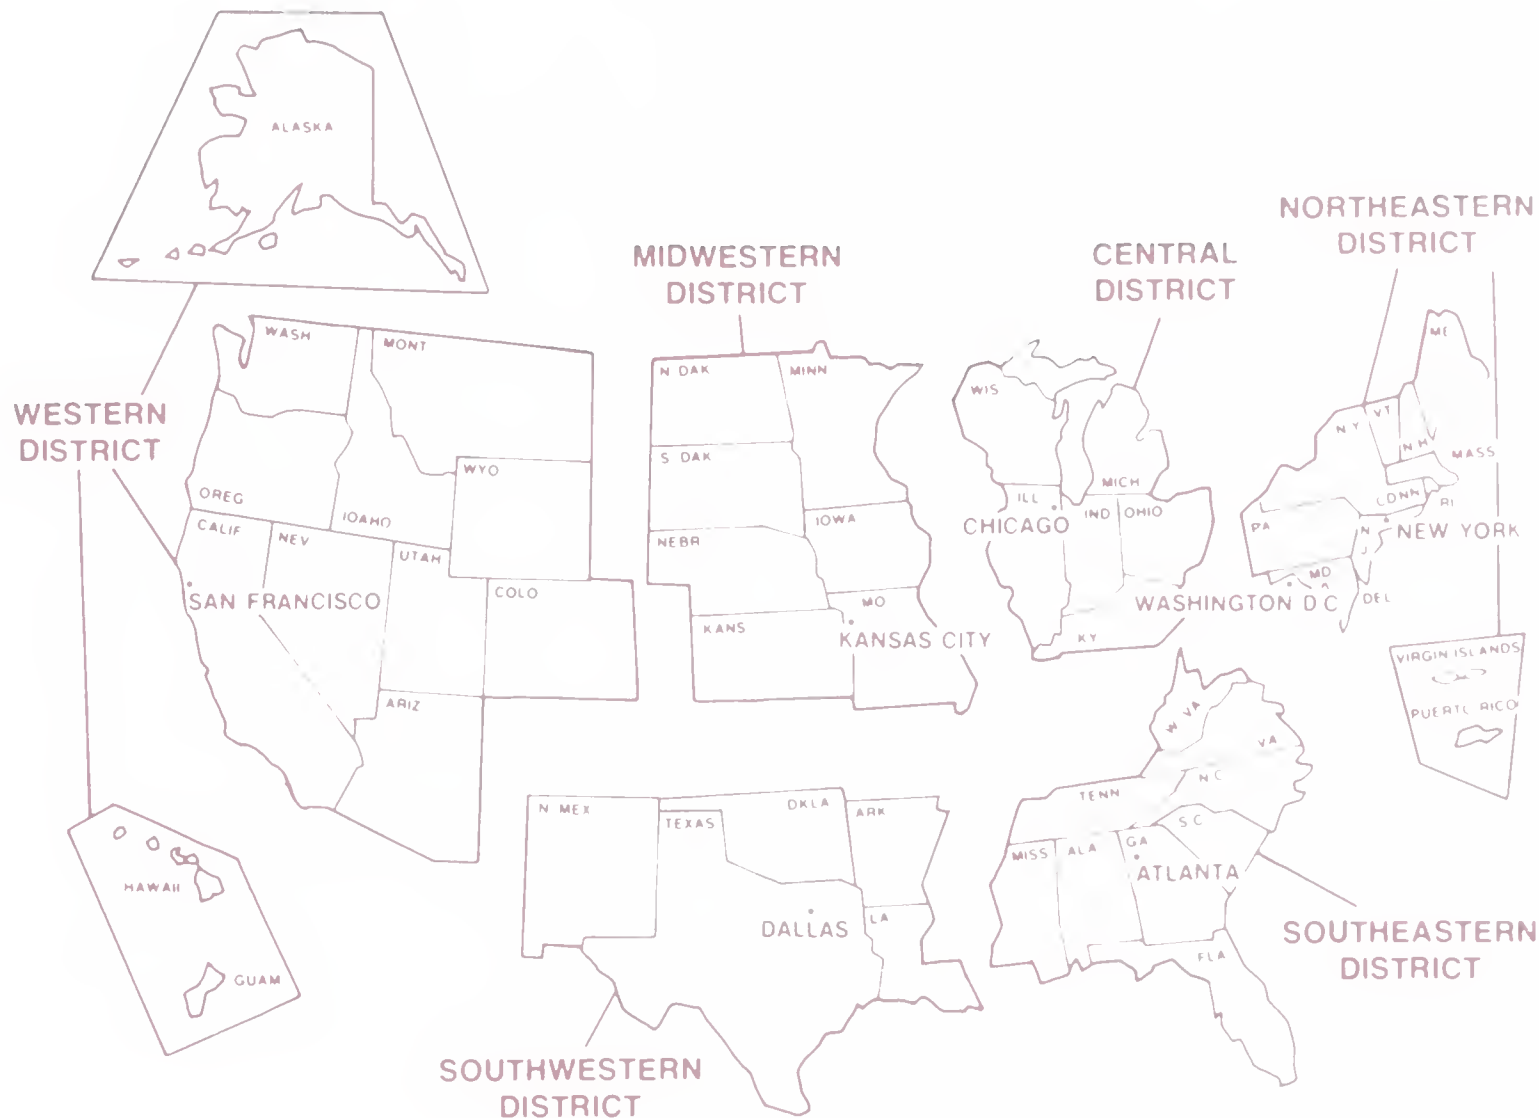 ALASKA
WESTERN
DISTRICT
WASH
MONT
OREG
IDAHO
WYO
CALIF
NEV
UTAH
COLO
SAN FRANCISCO
ARIZ
HAWAII
GUAM
MIDWESTERN
DISTRICT
N DAK
MINN
S DAK
IOWA
NEBR
MO
KANS
KANSAS CITY
CENTRAL
DISTRICT
WIS
MICH
ILL
IND
OHIO
CHICAGO
KY
NORTHEASTERN
DISTRICT
ME
VT
N Y
N H
MASS
CONN
RI
PA
N
J
NEW YORK
MD
WASHINGTON D C
DEL
VIRGIN ISLANDS
PUERTO RICO
SOUTHWESTERN
DISTRICT
N MEX
TEXAS
OKLA
ARK
DALLAS
LA
SOUTHEASTERN
DISTRICT
W VA
VA
N C
TENN
S C
MISS
ALA
GA
ATLANTA
FLA